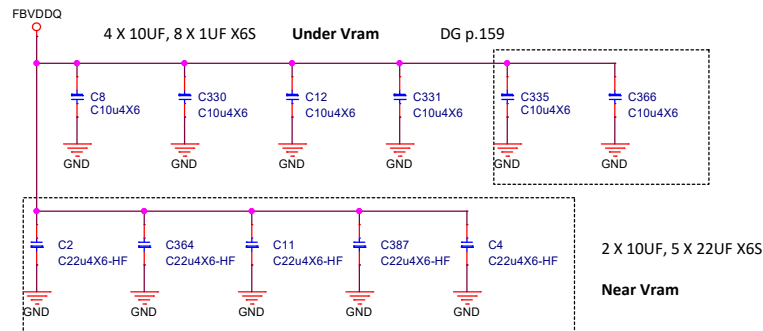 FBVDDQ
4 X 10UF, 8 X 1UF X6S Under Vram DG p.159
C8 C330 C12 C331 C335 C366
C10u4X6 C10u4X6 C10u4X6 C10u4X6 C10u4X6 C10u4X6
GND GND GND GND GND GND
C2 C364 C11 C387 C4
C22u4X6-HF C22u4X6-HF C22u4X6-HF C22u4X6-HF C22u4X6-HF
2 X 10UF, 5 X 22UF X6S
Near Vram
GND GND GND GND GND